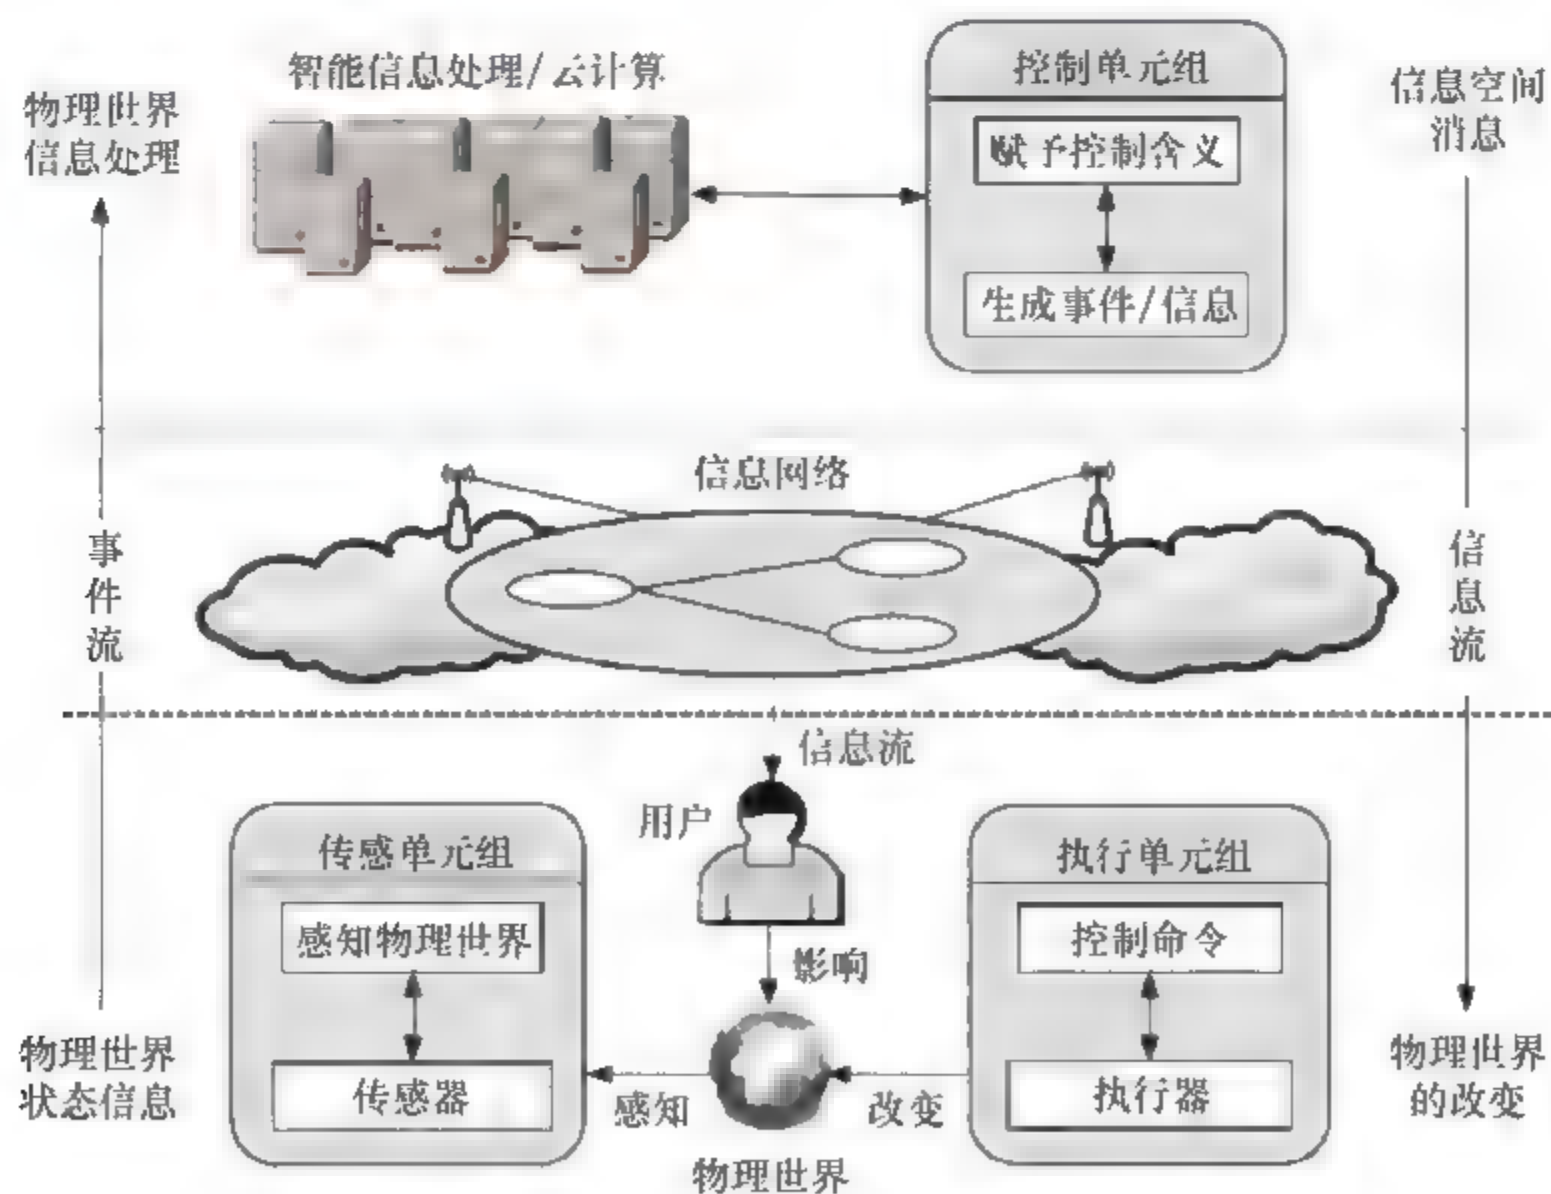 智能信息处理/云计算
控制单元组
物理世界
信息处理
信息空间
消息
赋予控制含义
生成事件/信息
信息网络
事件流
信息流
信息流
用户
传感单元组
执行单元组
感知物理世界
控制命令
影响
物理世界
状态信息
传感器
感知
改变
执行器
物理世界
的改变
物理世界